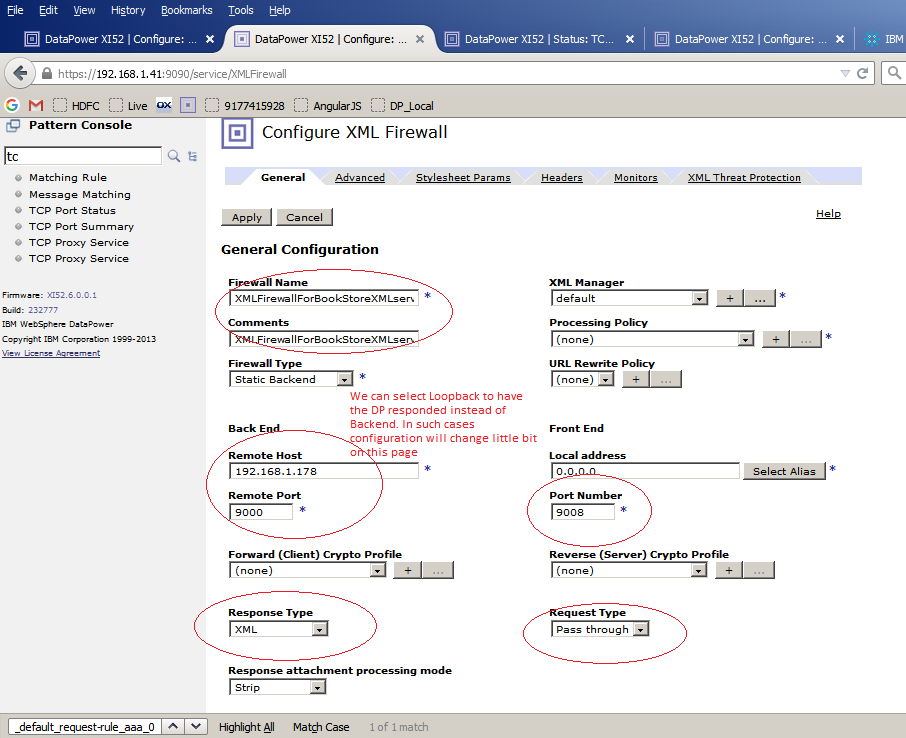 File Edit View History Bookmarks Tools Help
DataPower XI52 | Configure: ... × DataPower XI52 | Configure: ... × DataPower XI52 | Status: TC... × DataPower XI52 | Configure: ... × IBM
https://192.168.1.41:9090/service/XMLFirewall
HDFC Live OX 9177415928 AngularJS DP_Local
Pattern Console
tc
Matching Rule
Message Matching
TCP Port Status
TCP Port Summary
TCP Proxy Service
TCP Proxy Service
Firmware: XI52.6.0.0.1
Build: 232777
IBM WebSphere DataPower
Copyright IBM Corporation 1999-2013
View License Agreement
Configure XML Firewall
General Advanced Stylesheet Params Headers Monitors XML Threat Protection
Apply Cancel
Help
General Configuration
Firewall Name
XMLFirewallForBookStoreXMLserv *
Comments
XMLFirewallForBookStoreXMLserv
Firewall Type
Static Backend *
XML Manager
default + ... *
Processing Policy
(none) + ... *
URL Rewrite Policy
(none) + ...
We can select Loopback to have
the DP responded instead of
Backend. In such cases
configuration will change little bit
on this page
Back End
Remote Host
192.168.1.178 *
Remote Port
9000 *
Front End
Local address
0.0.0.0 Select Alias *
Port Number
9008 *
Forward (Client) Crypto Profile
(none) + ...
Reverse (Server) Crypto Profile
(none) + ...
Response Type
XML
Request Type
Pass through
Response attachment processing mode
Strip
_default_request-rule_aaa_0 Highlight All Match Case 1 of 1 match